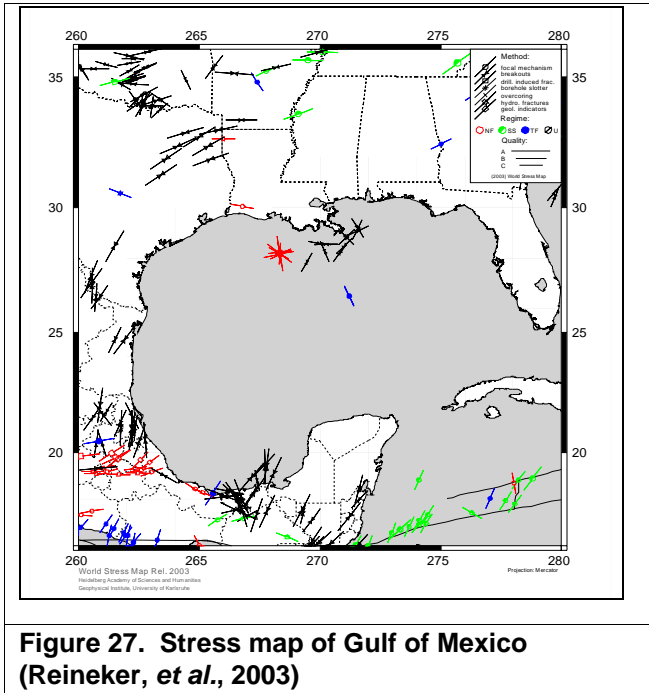 260 265 270 275 280
35 35
30 30
25 25
20 20
260 265 270 275 280
Method:
focal mechanism
breakouts
drill. induced frac.
borehole slotter
overcoring
hydro. fractures
geol. indicators
Regime:
NF SS TF U
Quality:
A
B
C
(2003) World Stress Map
World Stress Map Rel. 2003
Heidelberg Academy of Sciences and Humanities
Geophysical Institute, University of Karlsruhe
Projection: Mercator
Figure 27. Stress map of Gulf of Mexico
(Reineker, et al., 2003)